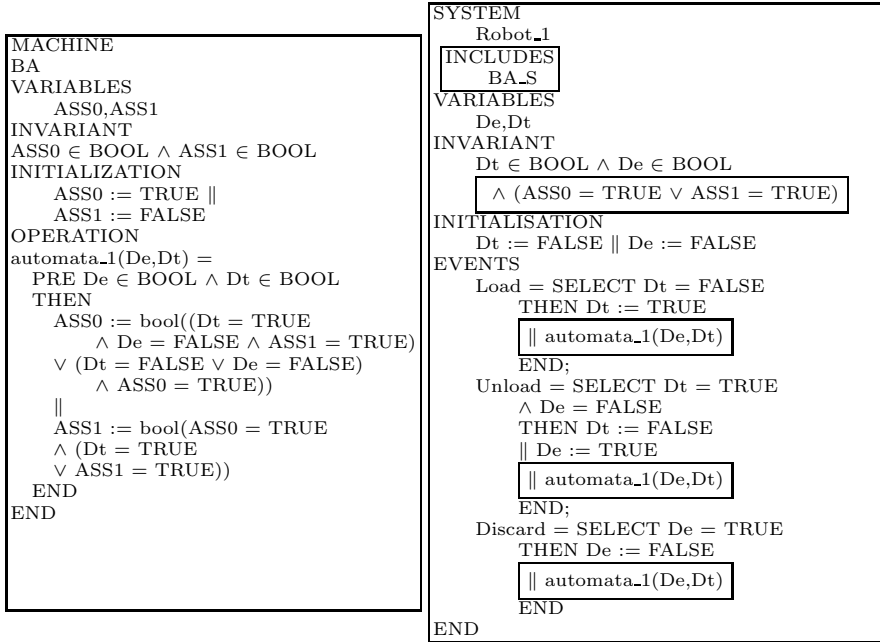 MACHINE
BA
VARIABLES
ASS0,ASS1
INVARIANT
ASS0 ∈ BOOL ∧ ASS1 ∈ BOOL
INITIALIZATION
ASS0 := TRUE ∥
ASS1 := FALSE
OPERATION
automata_1(De,Dt) =
PRE De ∈ BOOL ∧ Dt ∈ BOOL
THEN
ASS0 := bool((Dt = TRUE
∧ De = FALSE ∧ ASS1 = TRUE)
∨ (Dt = FALSE ∨ De = FALSE)
∧ ASS0 = TRUE))
∥
ASS1 := bool(ASS0 = TRUE
∧ (Dt = TRUE
∨ ASS1 = TRUE))
END
END
SYSTEM
Robot_1
INCLUDES
BA_S
VARIABLES
De,Dt
INVARIANT
Dt ∈ BOOL ∧ De ∈ BOOL
∧ (ASS0 = TRUE ∨ ASS1 = TRUE)
INITIALISATION
Dt := FALSE ∥ De := FALSE
EVENTS
Load = SELECT Dt = FALSE
THEN Dt := TRUE
∥ automata_1(De,Dt)
END;
Unload = SELECT Dt = TRUE
∧ De = FALSE
THEN Dt := FALSE
∥ De := TRUE
∥ automata_1(De,Dt)
END;
Discard = SELECT De = TRUE
THEN De := FALSE
∥ automata_1(De,Dt)
END
END